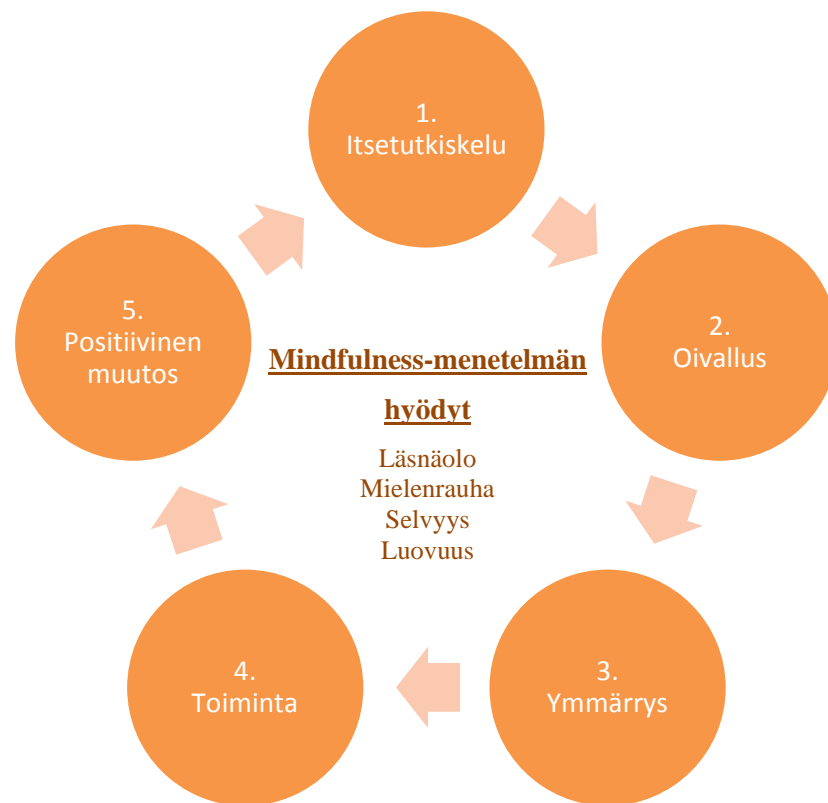 1.
Itsetutkiskelu
2.
Oivallus
3.
Ymmärrys
4.
Toiminta
5.
Positiivinen
muutos
Mindfulness-menetelmän
hyödyt
Läsnäolo
Mielenrauha
Selvyys
Luovuus